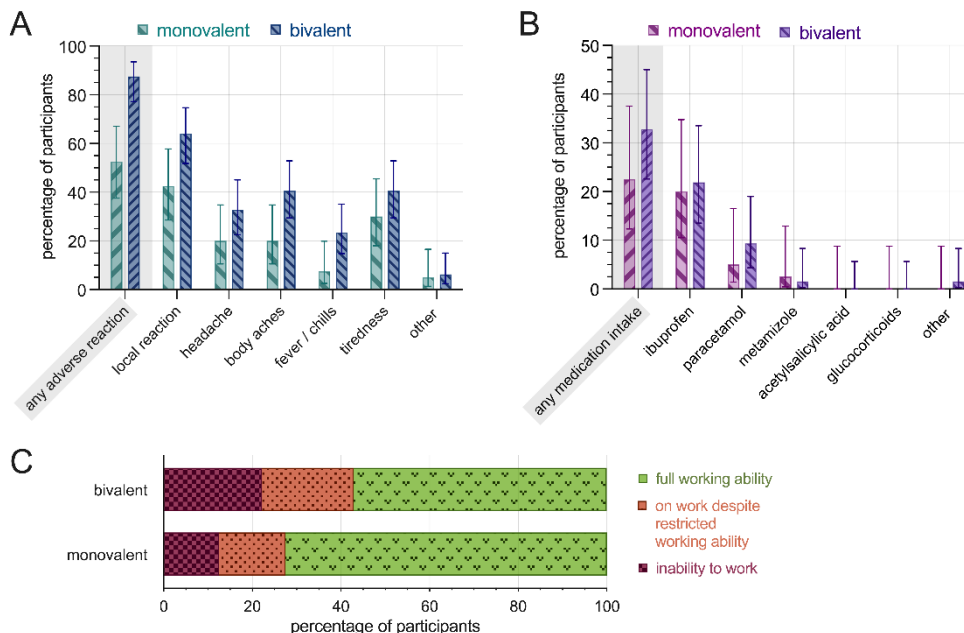 A
monovalent bivalent
percentage of participants
100
80
60
40
20
0
any adverse reaction
local reaction
headache
body aches
fever / chills
tiredness
other
B
monovalent bivalent
percentage of participants
50
40
30
20
10
0
any medication intake
ibuprofen
paracetamol
metamizole
acetylsalicylic acid
glucocorticoids
other
C
bivalent
monovalent
0 20 40 60 80 100
percentage of participants
full working ability
on work despite
restricted
working ability
inability to work